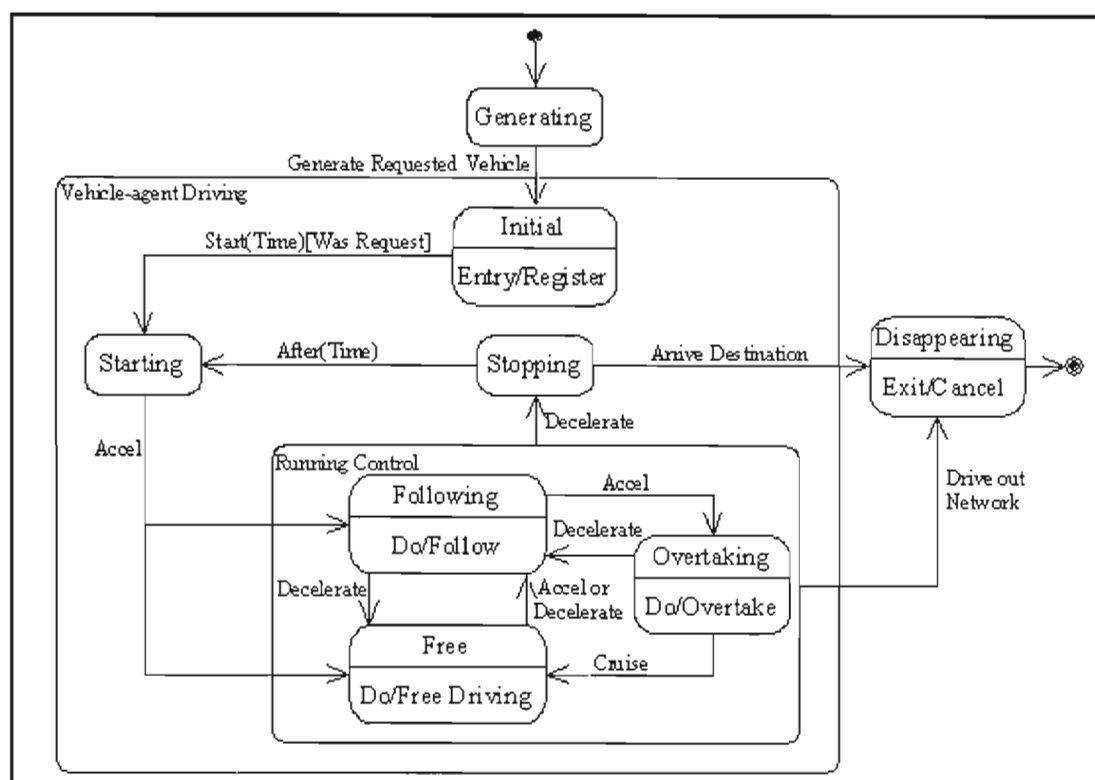 Generating
Generate Requested Vehicle
Vehicle-agent Driving
Initial
Start(Time)[Was Request]
Entry/Register
Starting
After(Time)
Stopping
Arrive Destination
Disappearing
Exit/Cancel
Decelerate
Accel
Running Control
Following
Accel
Drive out
Network
Do/Follow
Decelerate
Overtaking
Decelerate
Accel or
Decelerate
Do/Overtake
Free
Cruise
Do/Free Driving